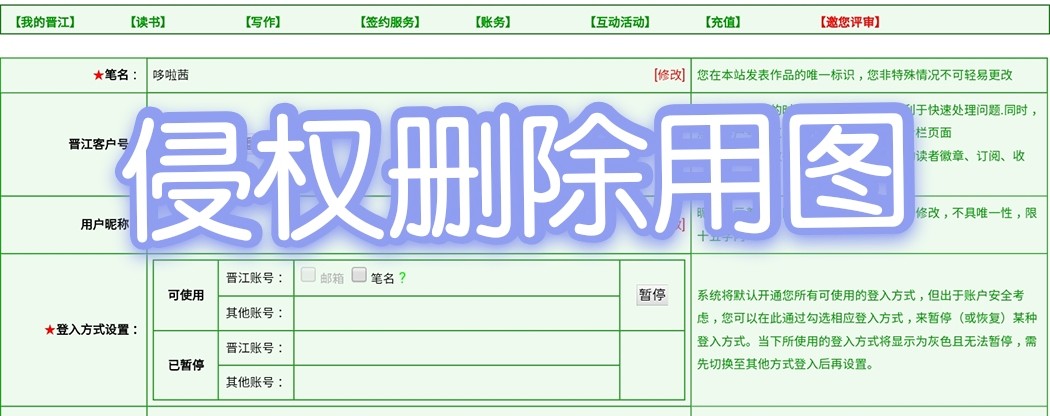 【我的晋江】 【读书】 【写作】 【签约服务】 【账务】 【互动活动】 【充值】 【邀您评审】
★笔名： 哆啦茜 [修改] 您在本站发表作品的唯一标识，您非特殊情况不可轻易更改
的时 利于快速处理问题.同时，
晋江客户号 栏页面
读者徽章、订阅、收
侵权删除用图
用户昵称 改] 修改，不具唯一性，限
十五字内
可使用 晋江账号： 邮箱 笔名 ? 暂停
其他账号：
★登入方式设置：
已暂停 晋江账号：
其他账号：
系统将默认开通您所有可使用的登入方式，但出于账户安全考
虑，您可以在此通过勾选相应登入方式，来暂停（或恢复）某种
登入方式。当下所使用的登入方式将显示为灰色且无法暂停，需
先切换至其他方式登入后再设置。